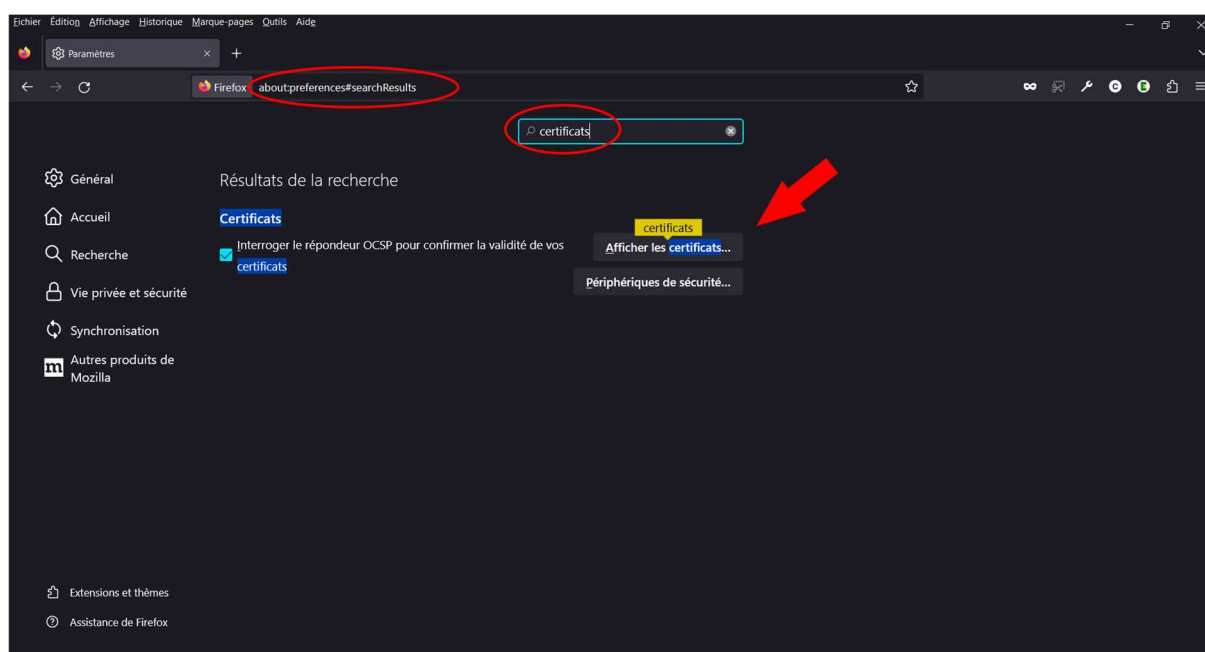 Fichier Édition Affichage Historique Marque-pages Outils Aide
Paramètres
Firefox about:preferences#searchResults
certificats
Général
Résultats de la recherche
Accueil
Certificats
certificats
Interroger le répondeur OCSP pour confirmer la validité de vos
certificats
Afficher les certificats...
Recherche
Périphériques de sécurité...
Vie privée et sécurité
Synchronisation
Autres produits de
Mozilla
Extensions et thèmes
Assistance de Firefox